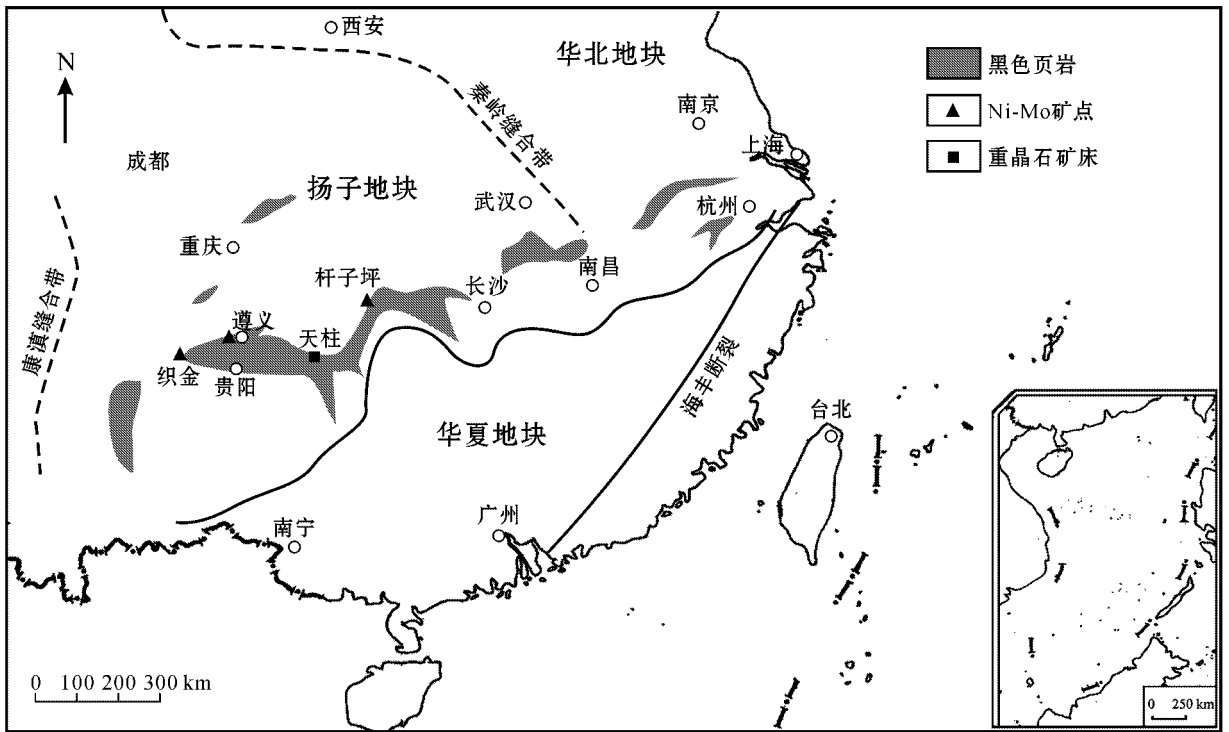 西安
华北地块
黑色页岩
N
秦岭缝合带
南京
Ni-Mo矿点
上海
重晶石矿床
成都
扬子地块
武汉
杭州
重庆
南昌
杆子坪
长沙
康滇缝合带
遵义
天柱
织金
贵阳
海丰断裂
台北
华夏地块
广州
南宁
0 100 200 300 km
0 250 km